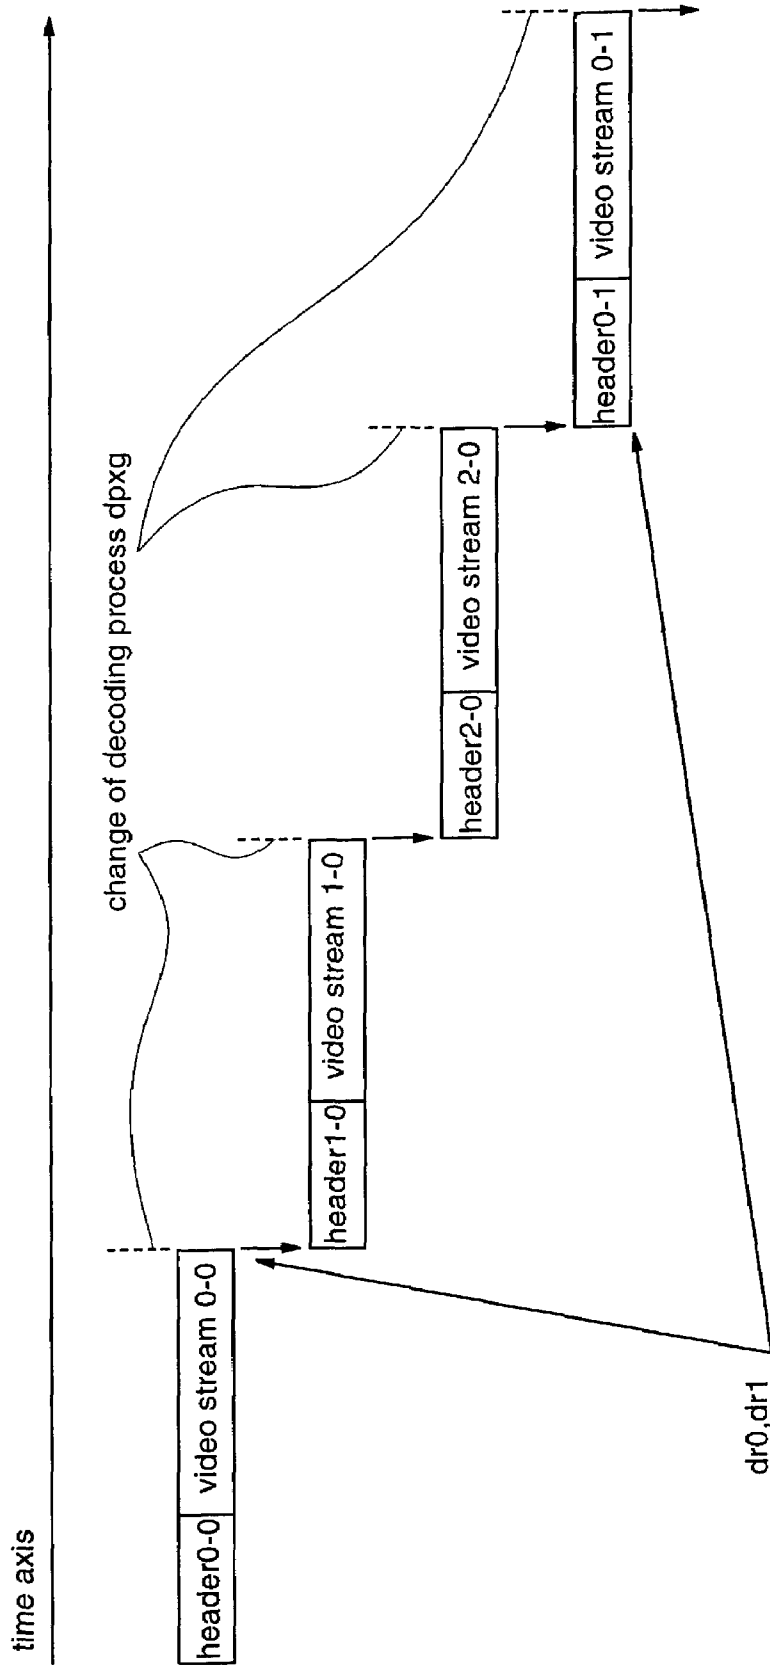 time axis
change of decoding process dpxg
header0-0 video stream 0-0
header1-0 video stream 1-0
header2-0 video stream 2-0
header0-1 video stream 0-1
dr0,dr1